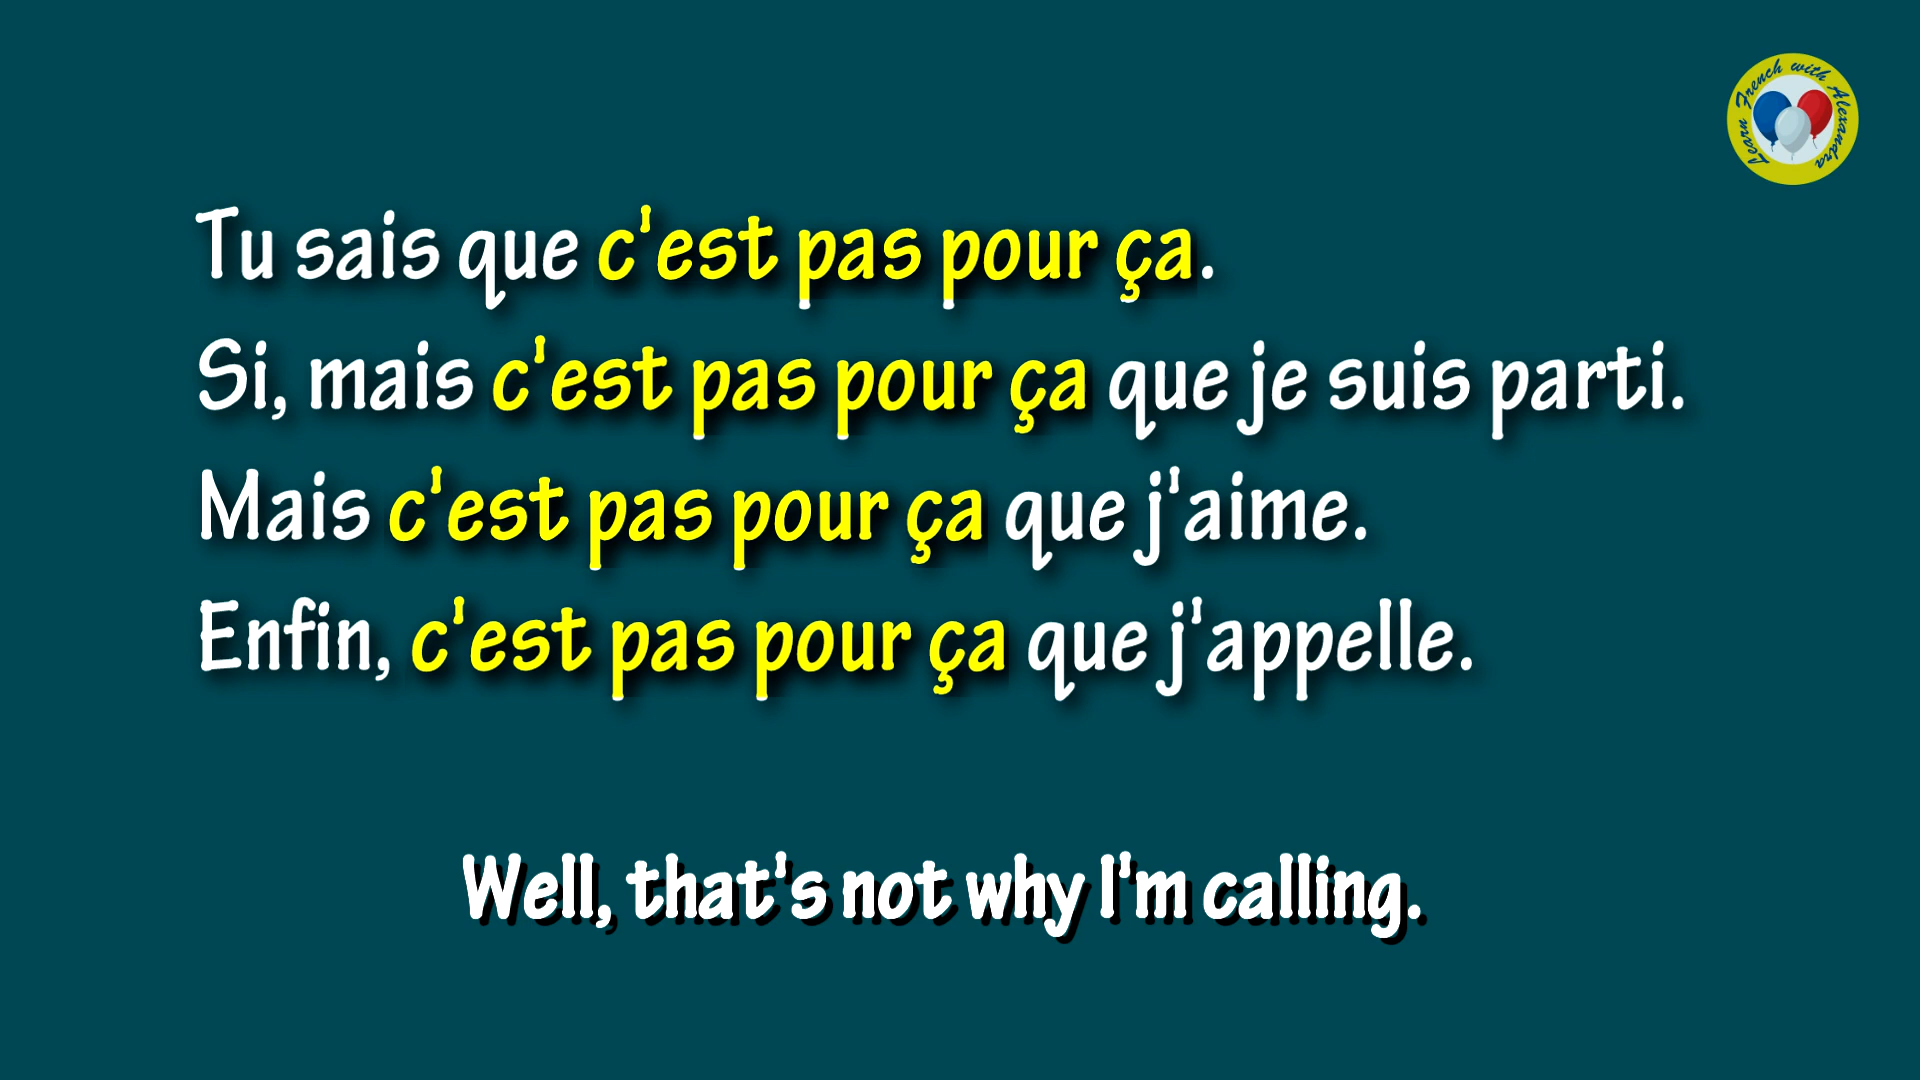 Learn French with Alexandra
Tu sais que c'est pas pour ça.
Si, mais c'est pas pour ça que je suis parti.
Mais c'est pas pour ça que j'aime.
Enfin, c'est pas pour ça que j'appelle.
Well, that's not why I'm calling.